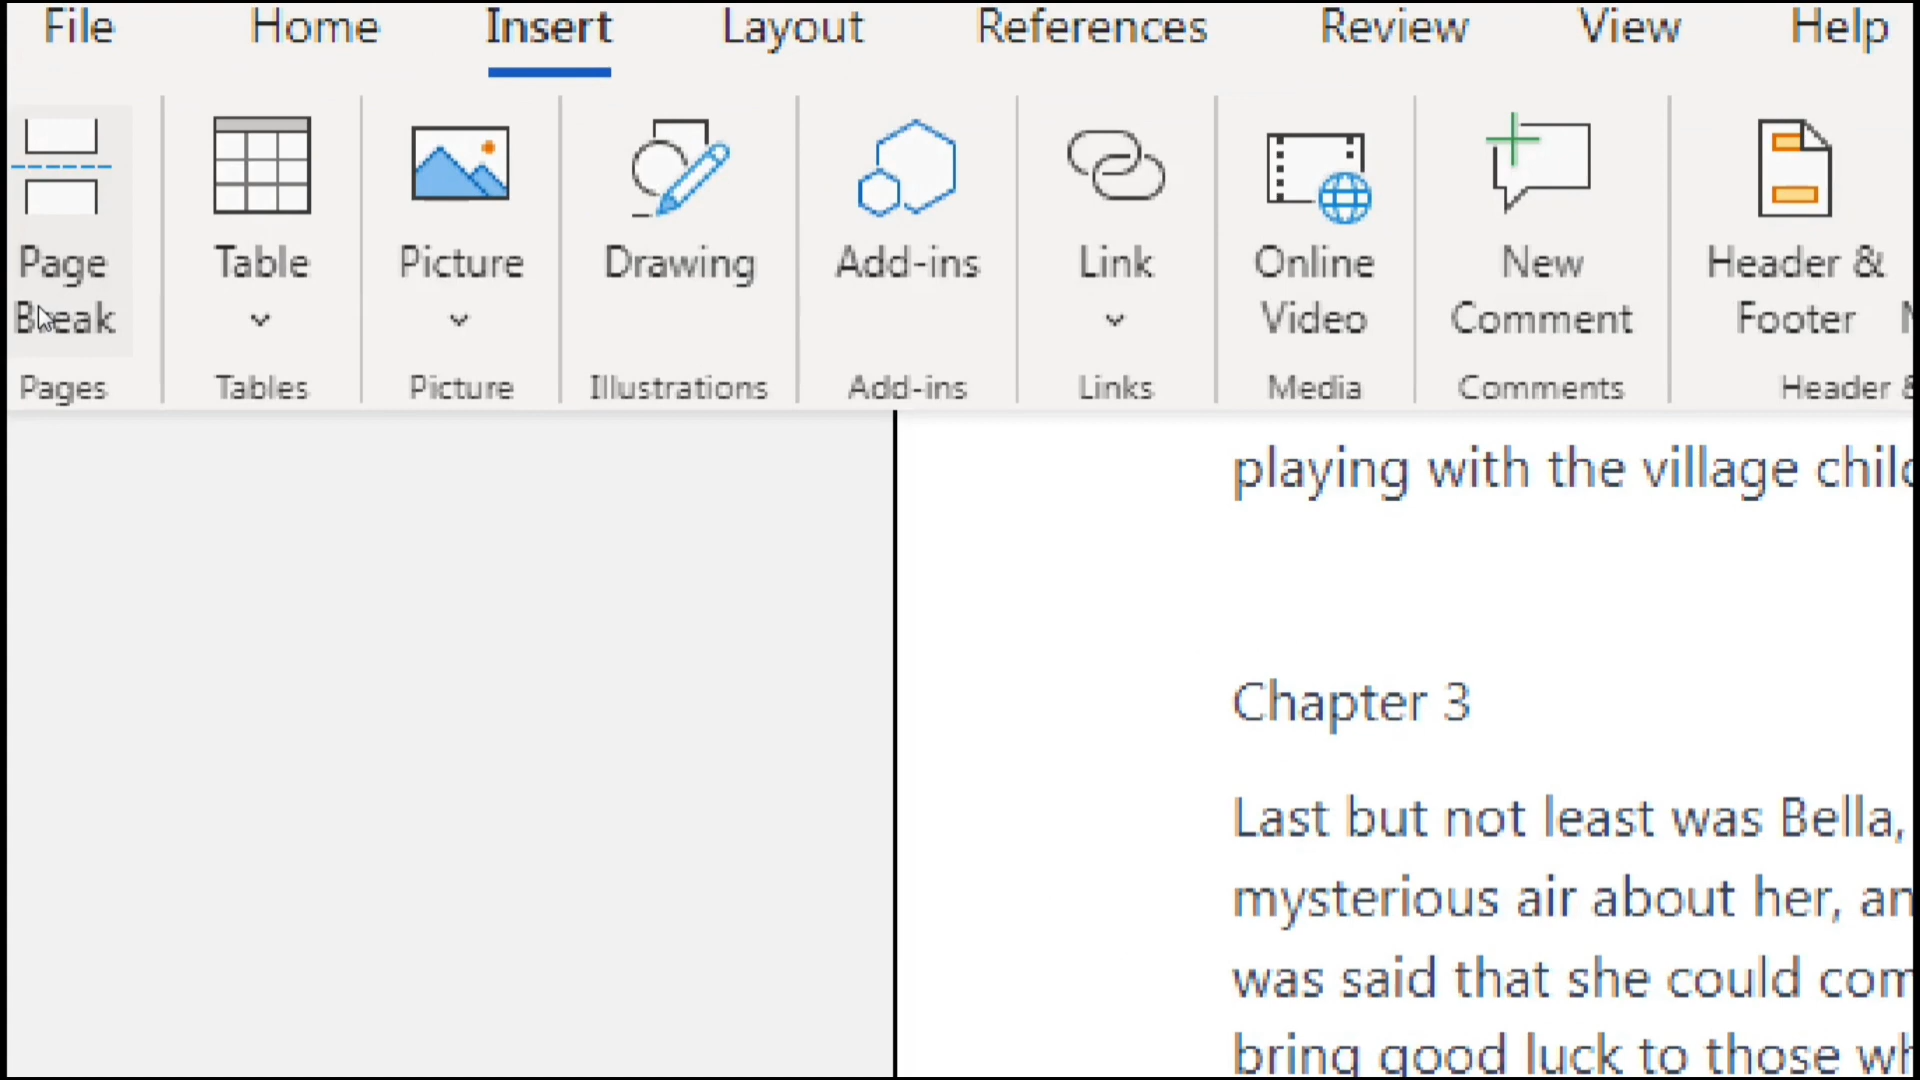 File Home Insert Layout References Review View Help
Page Break Table Picture Drawing Add-ins Link Online Video New Comment Header & Footer
Pages Tables Picture Illustrations Add-ins Links Media Comments Header &
playing with the village
Chapter 3
Last but not least was Bella,
mysterious air about her,
was said that she could
bring good luck to those